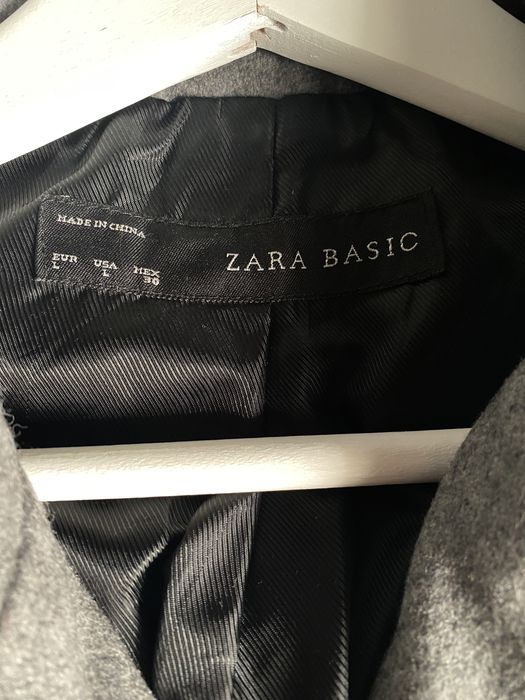 MADE IN CHINA
EUR USA MEX
L L 30
ZARA BASIC